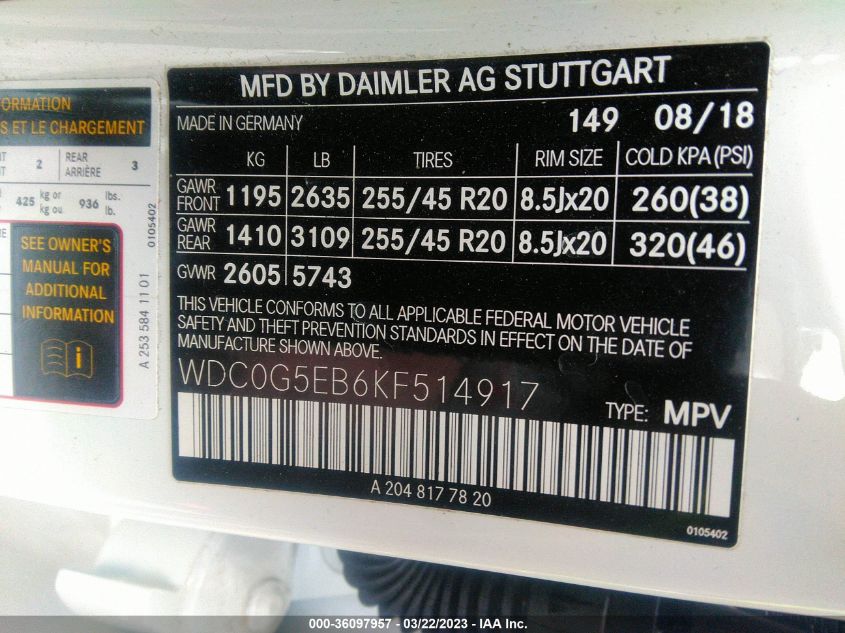 ORMATION
S ET LE CHARGEMENT
2 REAR ARRIÈRE 3
425 kg or kg ou 936 lbs. lb.
SEE OWNER'S
MANUAL FOR
ADDITIONAL
INFORMATION
i
0105402
A 253 584 11 01
MFD BY DAIMLER AG STUTTGART
MADE IN GERMANY 149 08/18
KG LB TIRES RIM SIZE COLD KPA (PSI)
GAWR FRONT 1195 2635 255/45 R20 8.5Jx20 260(38)
GAWR REAR 1410 3109 255/45 R20 8.5Jx20 320(46)
GVWR 2605 5743
THIS VEHICLE CONFORMS TO ALL APPLICABLE FEDERAL MOTOR VEHICLE
SAFETY AND THEFT PREVENTION STANDARDS IN EFFECT ON THE DATE OF
MANUFACTURE SHOWN ABOVE.
WDC0G5EB6KF514917
TYPE: MPV
A 204 817 78 20
0105402
000-36097957 - 03/22/2023 - IAA Inc.